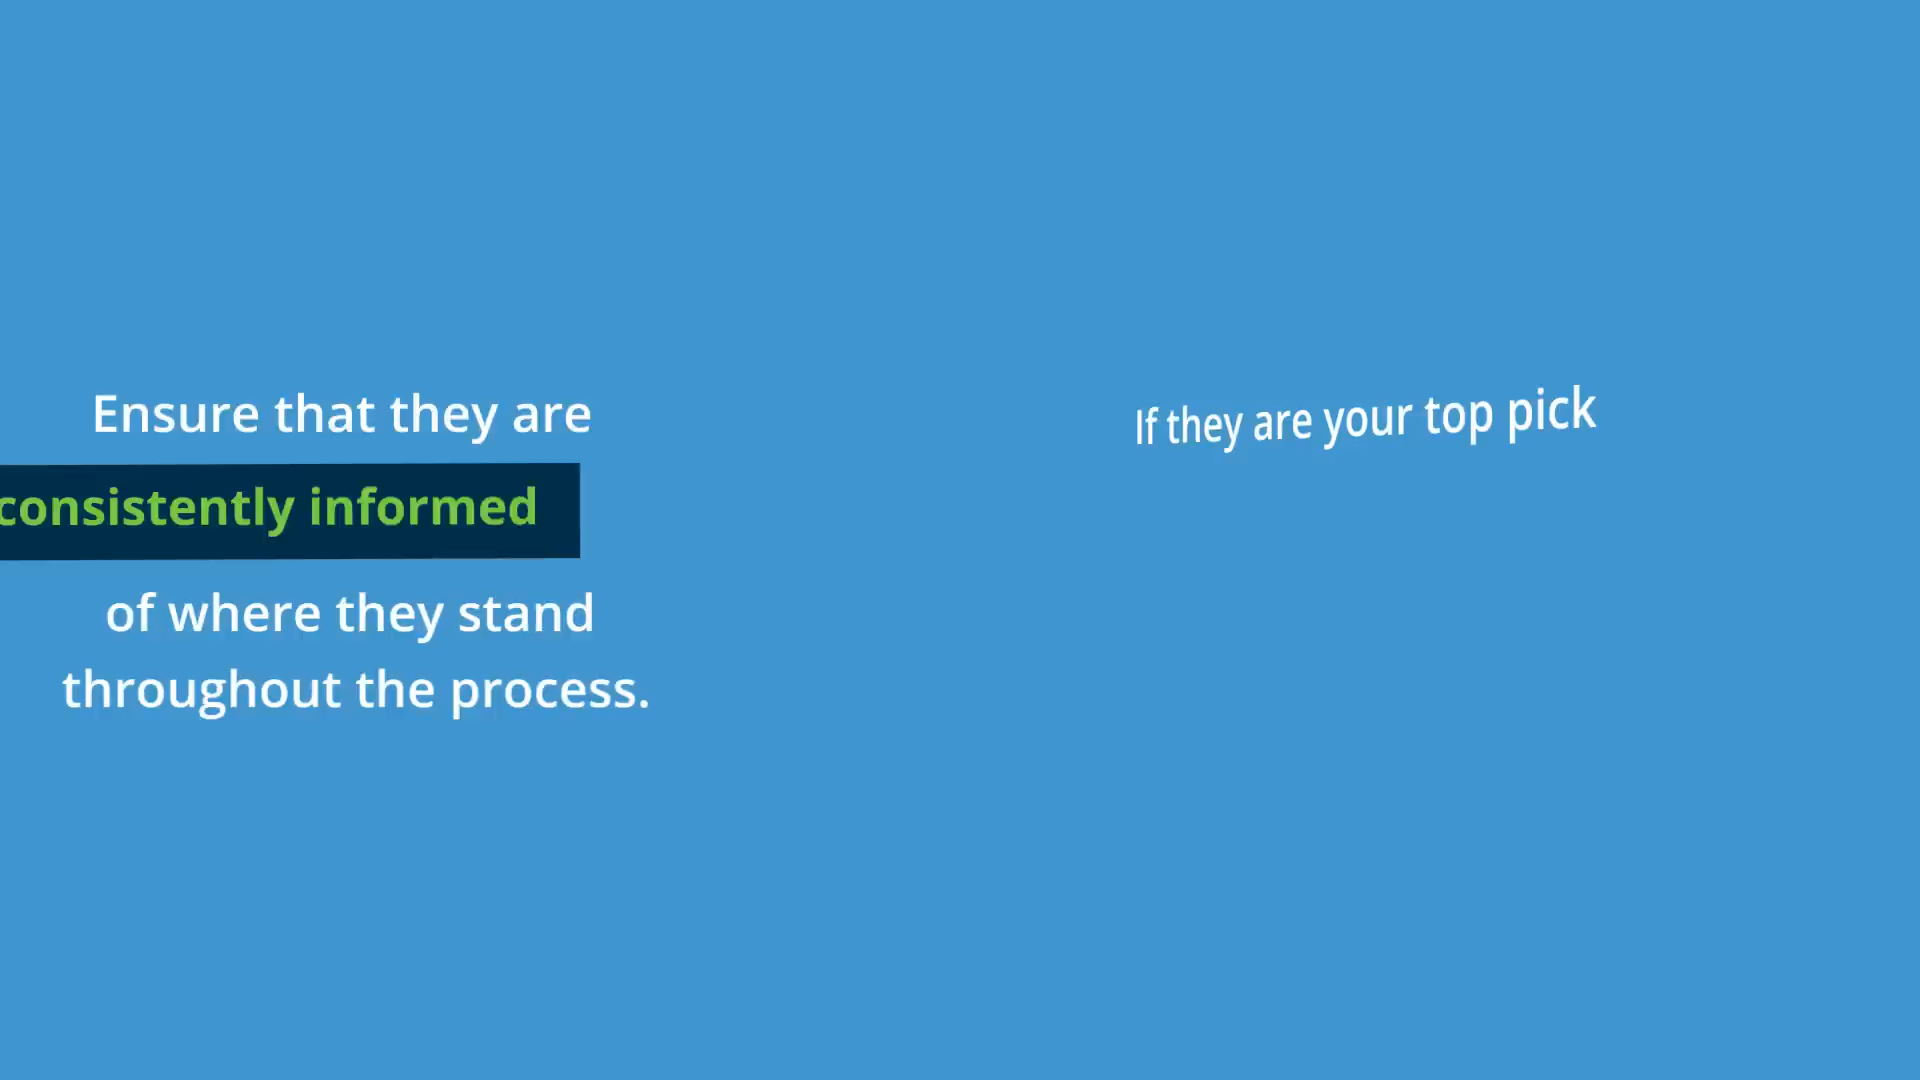 Ensure that they are
consistently informed
of where they stand
throughout the process.
If they are your top pick